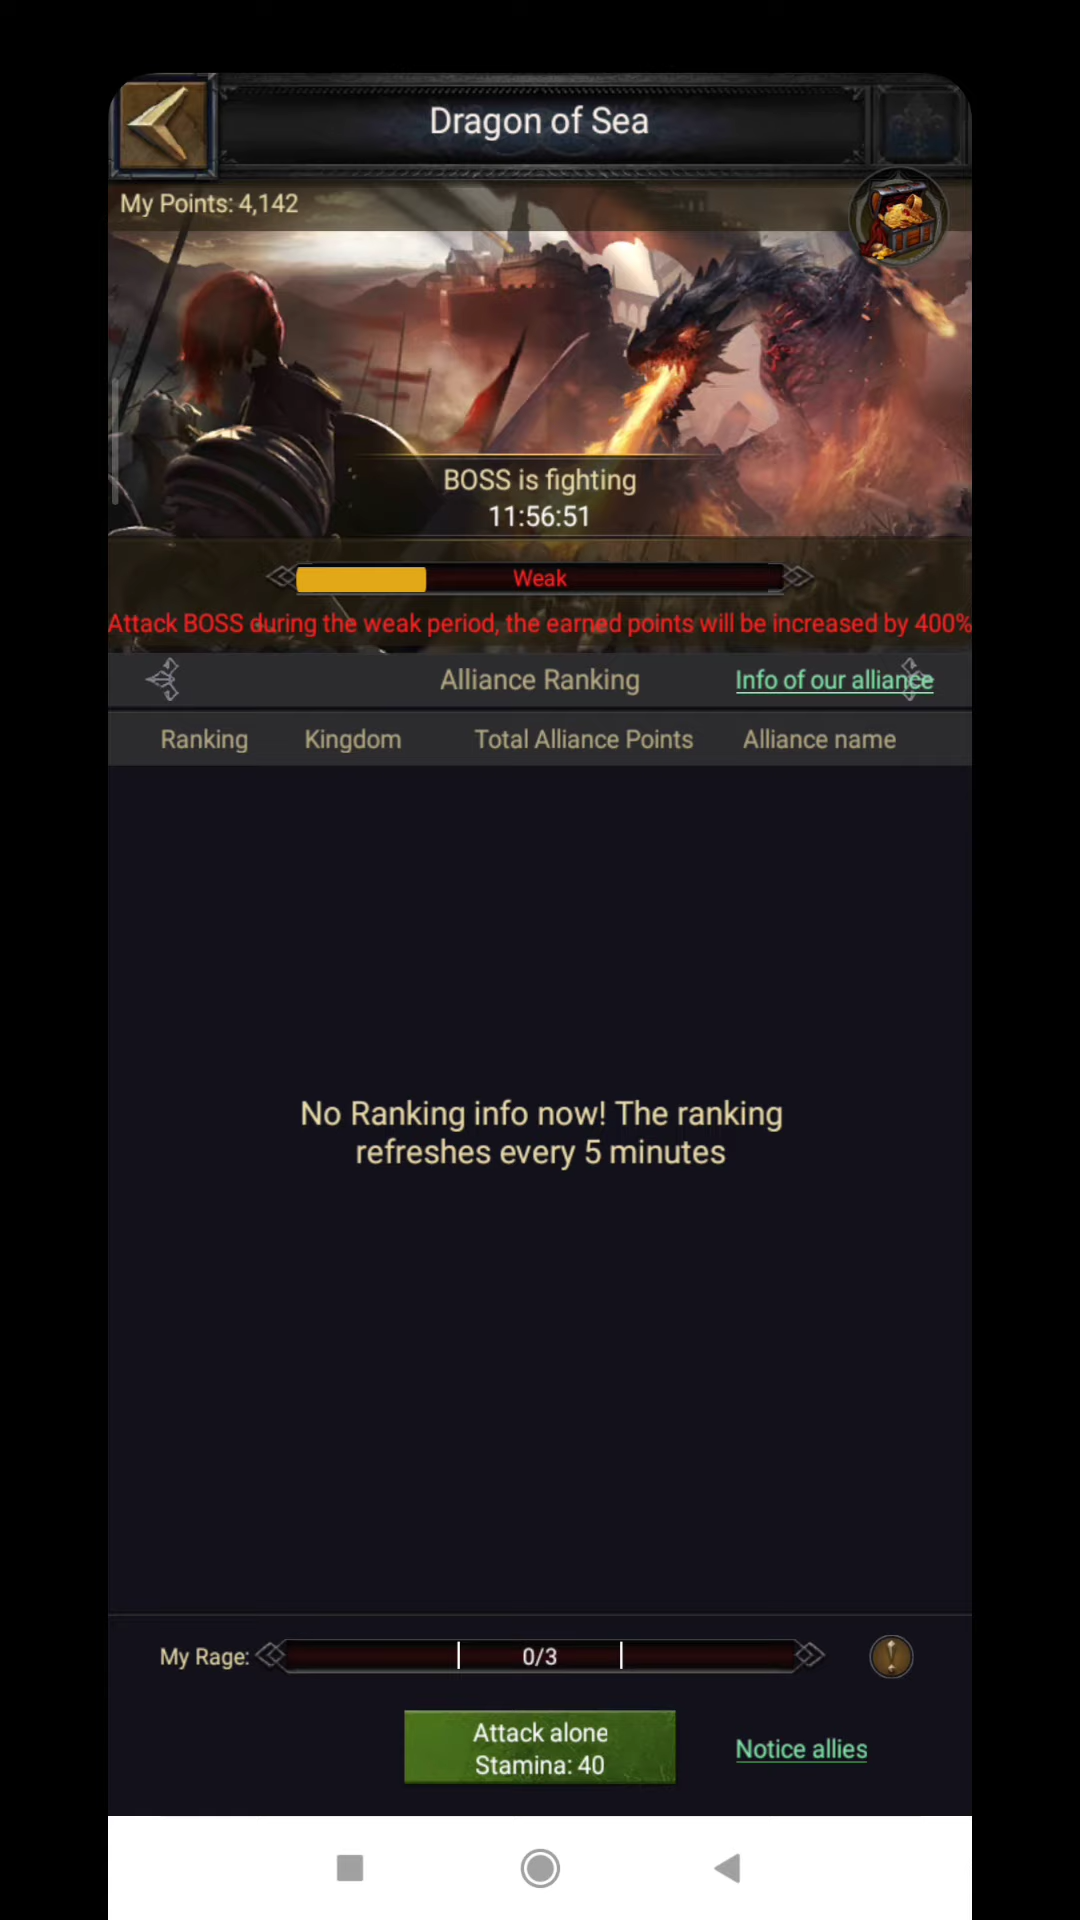 Dragon of Sea
My Points: 4,142
BOSS is fighting
11:56:51
Weak
Attack BOSS during the weak period, the earned points will be increased by 400%
Alliance Ranking
Info of our alliance
Ranking Kingdom Total Alliance Points Alliance name
No Ranking info now! The ranking
refreshes every 5 minutes
My Rage: 0/3
Attack alone
Stamina: 40
Notice allies